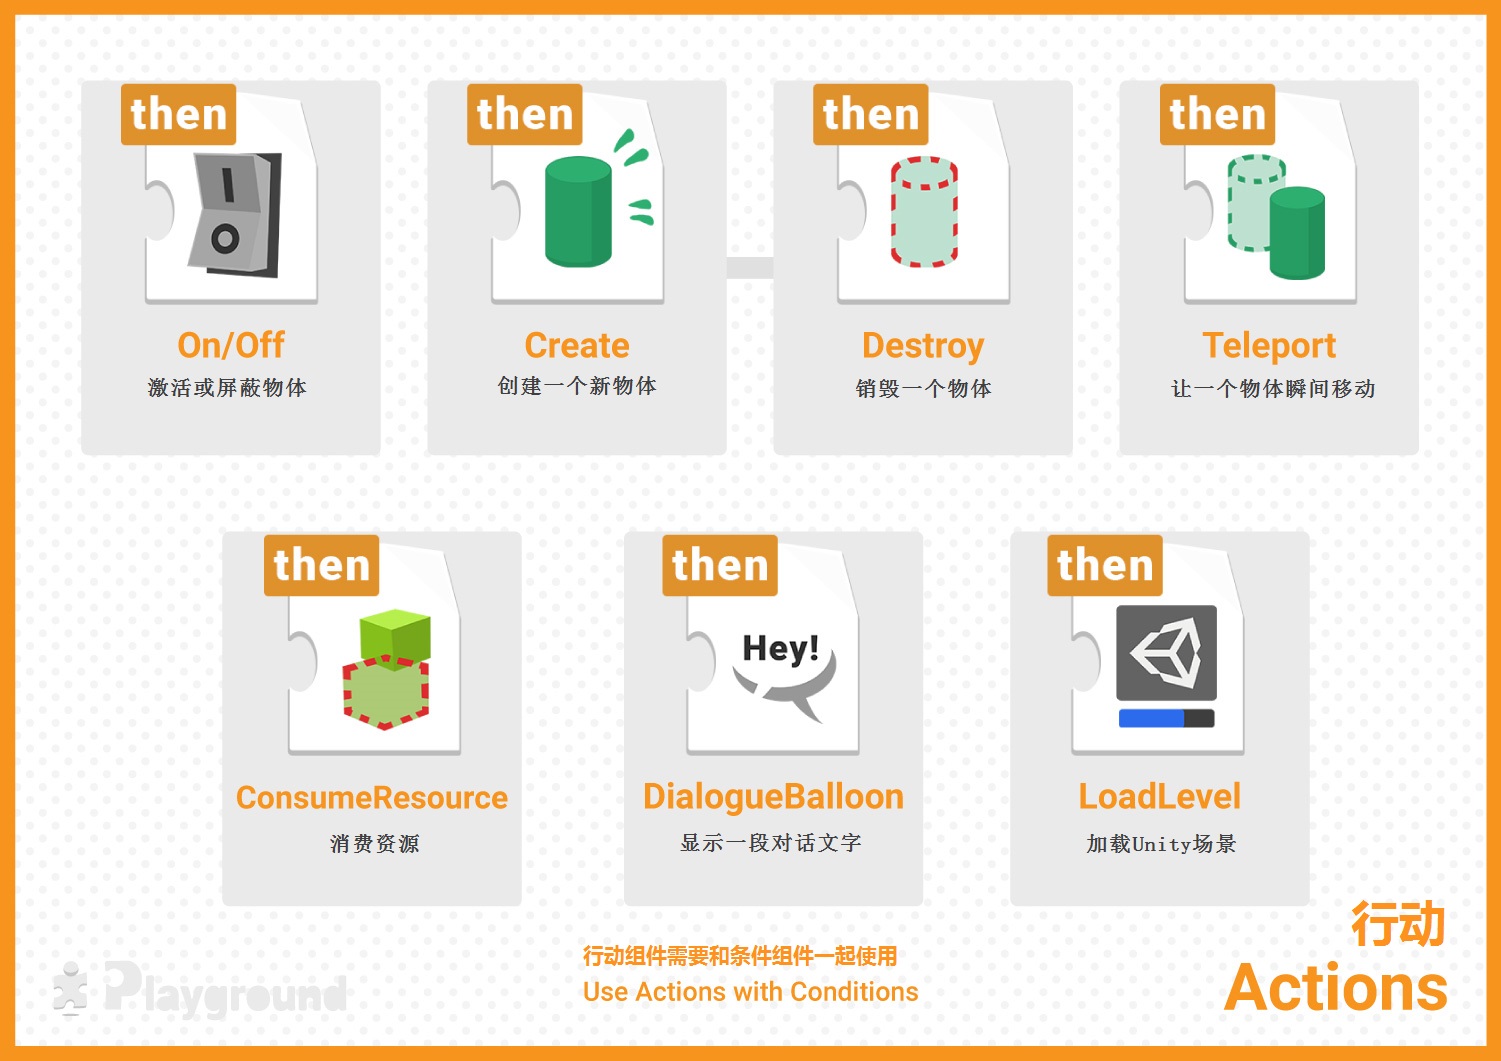 then
then
then
then
On/Off
Create
Destroy
Teleport
激活或屏蔽物体
创建一个新物体
销毁一个物体
让一个物体瞬间移动
then
then
then
Hey!
ConsumeResource
DialogueBalloon
LoadLevel
消费资源
显示一段对话文字
加载Unity场景
行动
Actions
行动组件需要和条件组件一起使用
Use Actions with Conditions
Playground